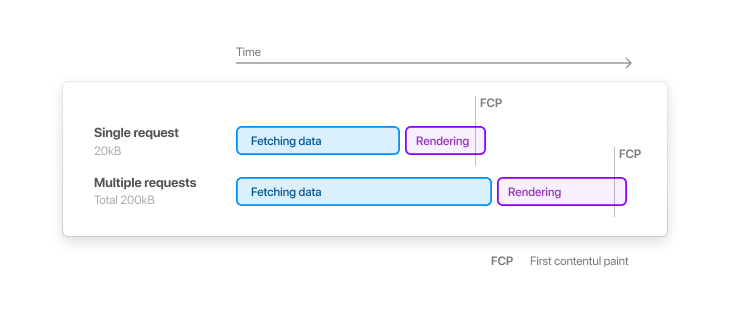 Time
FCP
Single request
20kB
Fetching data
Rendering
FCP
Multiple requests
Total 200kB
Fetching data
Rendering
FCP First contentul paint